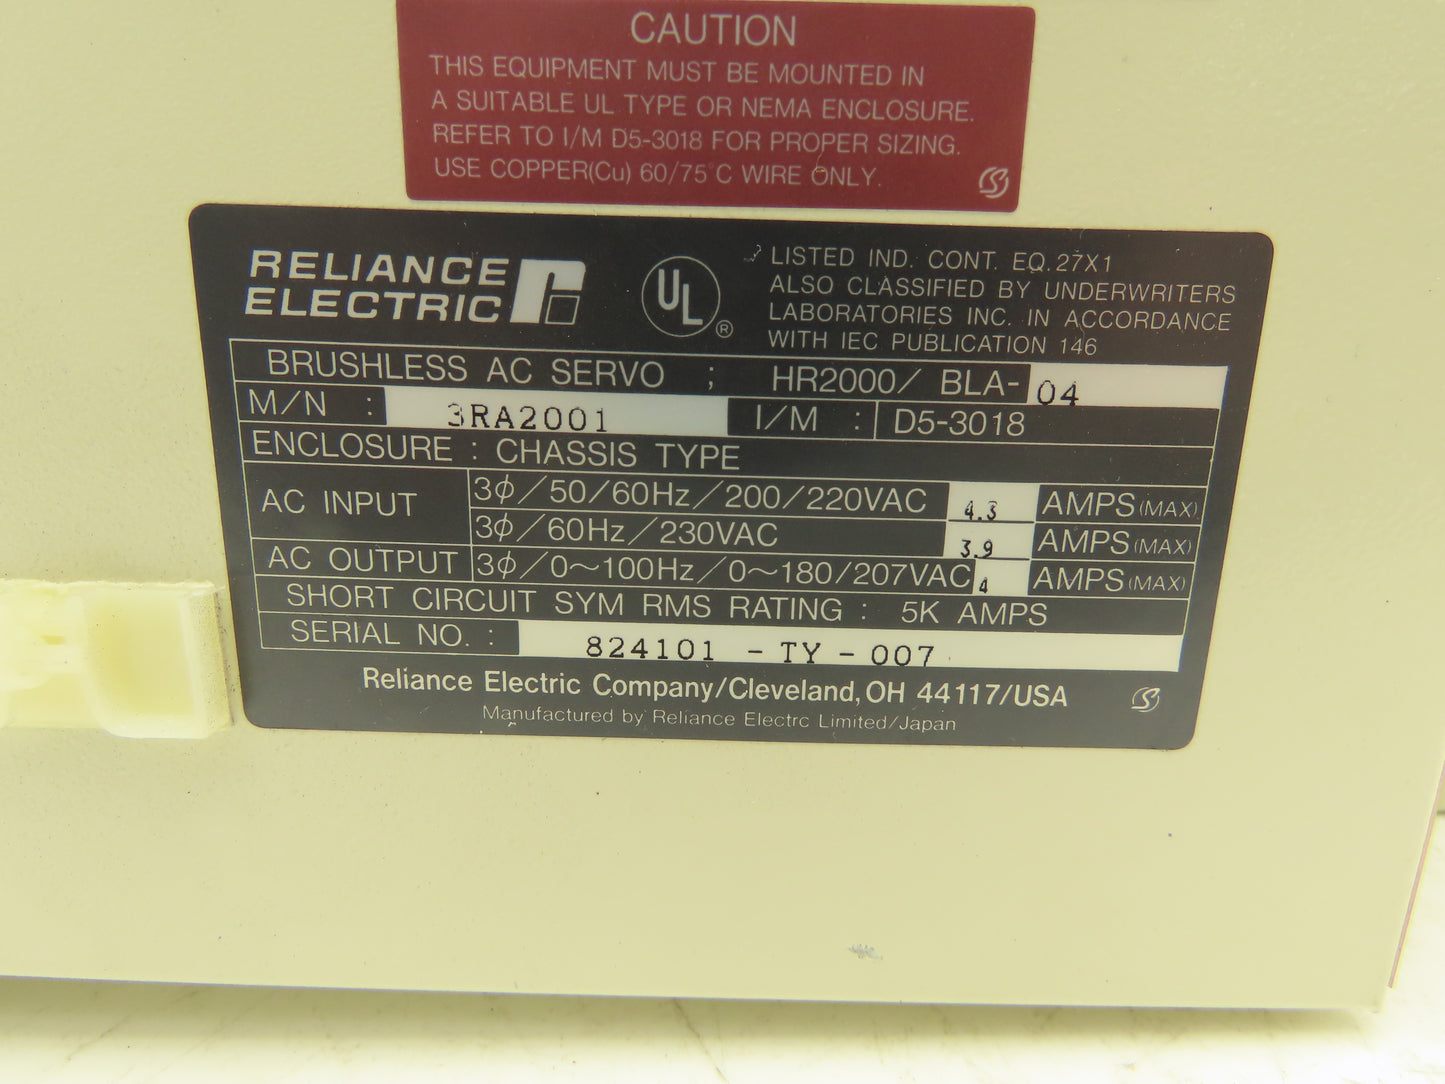 CAUTION
THIS EQUIPMENT MUST BE MOUNTED IN
A SUITABLE UL TYPE OR NEMA ENCLOSURE.
REFER TO I/M D5-3018 FOR PROPER SIZING.
USE COPPER(Cu) 60/75°C WIRE ONLY.
RELIANCE
ELECTRIC
UL ®
LISTED IND. CONT. EQ. 27X1
ALSO CLASSIFIED BY UNDERWRITERS
LABORATORIES INC. IN ACCORDANCE
WITH IEC PUBLICATION 146
BRUSHLESS AC SERVO ; HR2000/ BLA-04
M/N : 3RA2001 I/M : D5-3018
ENCLOSURE : CHASSIS TYPE
AC INPUT 3φ/50/60Hz/200/220VAC 4.3 AMPS(MAX)
3φ/60Hz/230VAC 3.9 AMPS(MAX)
AC OUTPUT 3φ/0~100Hz/0~180/207VAC 4 AMPS(MAX)
SHORT CIRCUIT SYM RMS RATING : 5K AMPS
SERIAL NO. : 824101 - TY - 007
Reliance Electric Company/Cleveland, OH 44117/USA
Manufactured by Reliance Electrc Limited/Japan